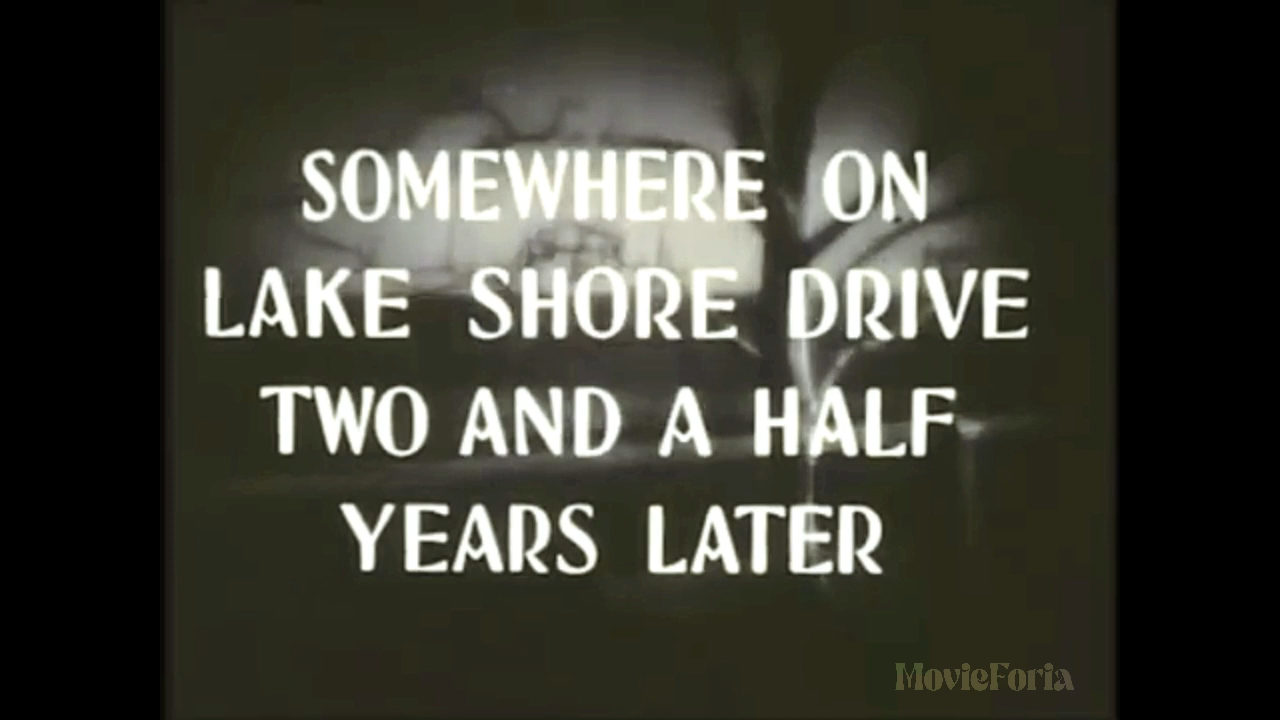 SOMEWHERE ON
LAKE SHORE DRIVE
TWO AND A HALF
YEARS LATER
MovieForia